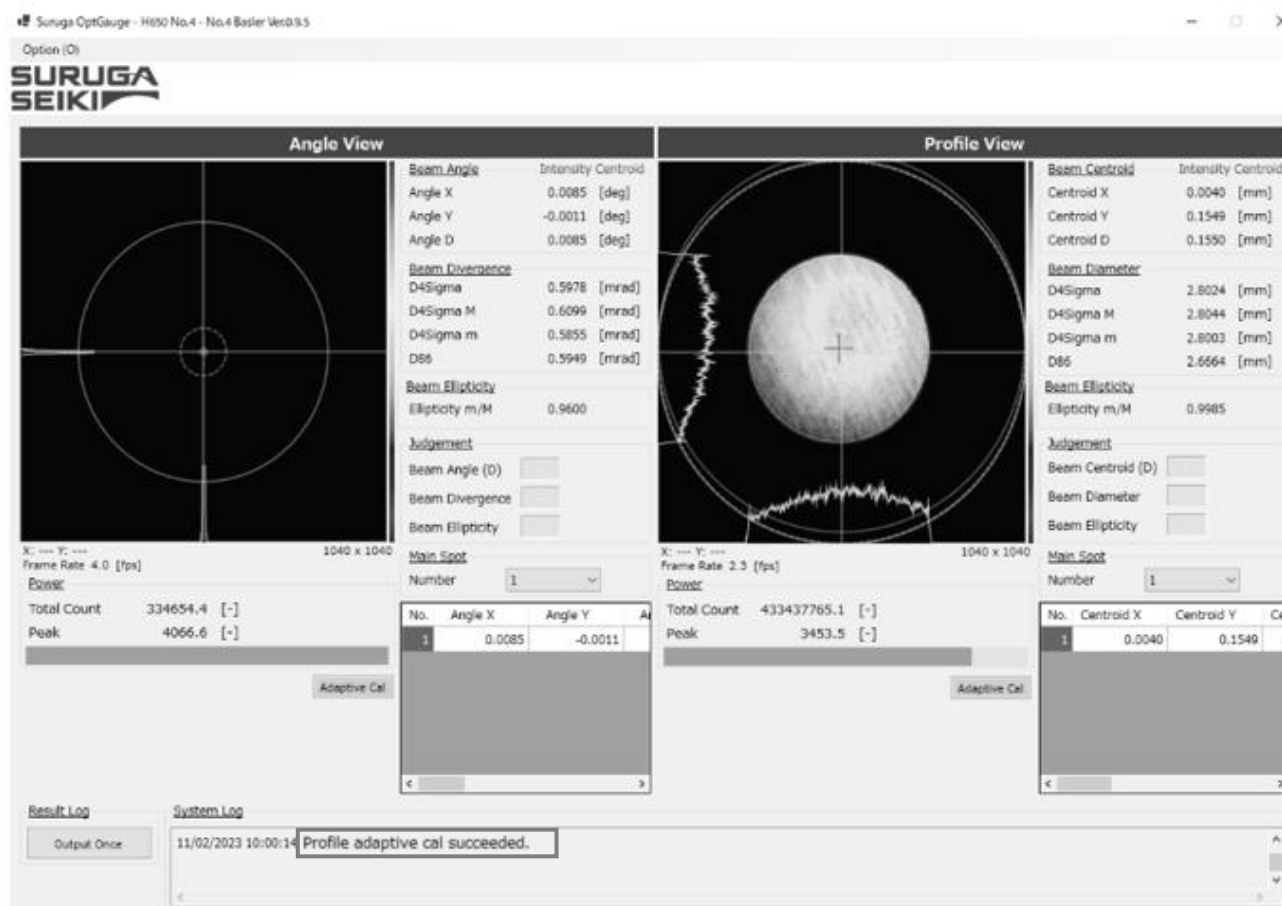 Suruga OptGauge - H650 No.4 - No.4 Basler Ver.0.9.5
Option (O)
SURUGA
SEIKI
Angle View
Beam Angle Intensity Centroid
Angle X 0.0085 [deg]
Angle Y -0.0011 [deg]
Angle D 0.0085 [deg]
Beam Divergence
D4Sigma 0.5978 [mrad]
D4Sigma M 0.6099 [mrad]
D4Sigma m 0.5855 [mrad]
D86 0.5949 [mrad]
Beam Ellipticity
Ellipticity m/M 0.9600
Judgement
Beam Angle (D)
Beam Divergence
Beam Ellipticity
X: --- Y: --- 1040 x 1040
Frame Rate 4.0 [fps]
Power
Total Count 334654.4 [-]
Peak 4066.6 [-]
Adaptive Cal
Main Spot
Number 1
No. Angle X Angle Y
1 0.0085 -0.0011
Profile View
Beam Centroid Intensity Centroid
Centroid X 0.0040 [mm]
Centroid Y 0.1549 [mm]
Centroid D 0.1550 [mm]
Beam Diameter
D4Sigma 2.8024 [mm]
D4Sigma M 2.8044 [mm]
D4Sigma m 2.8003 [mm]
D86 2.6664 [mm]
Beam Ellipticity
Ellipticity m/M 0.9985
Judgement
Beam Centroid (D)
Beam Diameter
Beam Ellipticity
X: --- Y: --- 1040 x 1040
Frame Rate 2.3 [fps]
Power
Total Count 433437765.1 [-]
Peak 3453.5 [-]
Adaptive Cal
Main Spot
Number 1
No. Centroid X Centroid Y
1 0.0040 0.1549
Result Log
Output Once
System Log
11/02/2023 10:00:14 Profile adaptive cal succeeded.